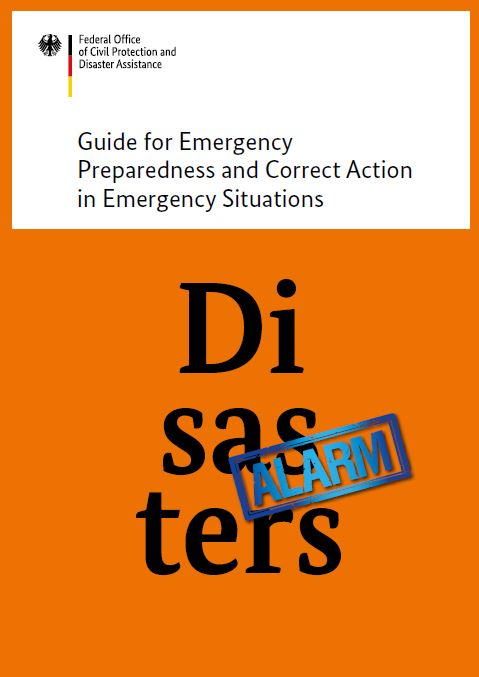 Federal Office
of Civil Protection and
Disaster Assistance
Guide for Emergency
Preparedness and Correct Action
in Emergency Situations
Di
sas
ALARM
ters